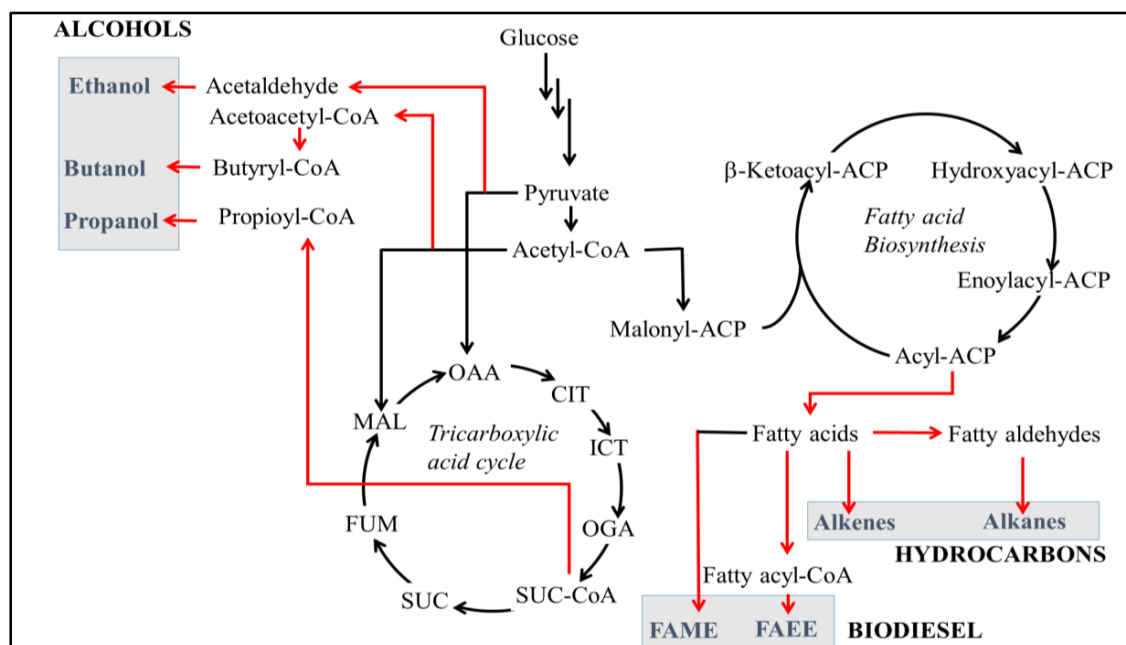 ALCOHOLS
Glucose
Ethanol
Acetaldehyde
Acetoacetyl-CoA
Butanol
Butyryl-CoA
Propanol
Propioyl-CoA
Pyruvate
Acetyl-CoA
Malonyl-ACP
β-Ketoacyl-ACP
Hydroxyacyl-ACP
Fatty acid
Biosynthesis
Enoylacyl-ACP
Acyl-ACP
OAA
CIT
MAL
Tricarboxylic
acid cycle
ICT
FUM
OGA
SUC
SUC-CoA
Fatty acids
Fatty aldehydes
Alkenes
Alkanes
HYDROCARBONS
Fatty acyl-CoA
FAME
FAEE
BIODIESEL